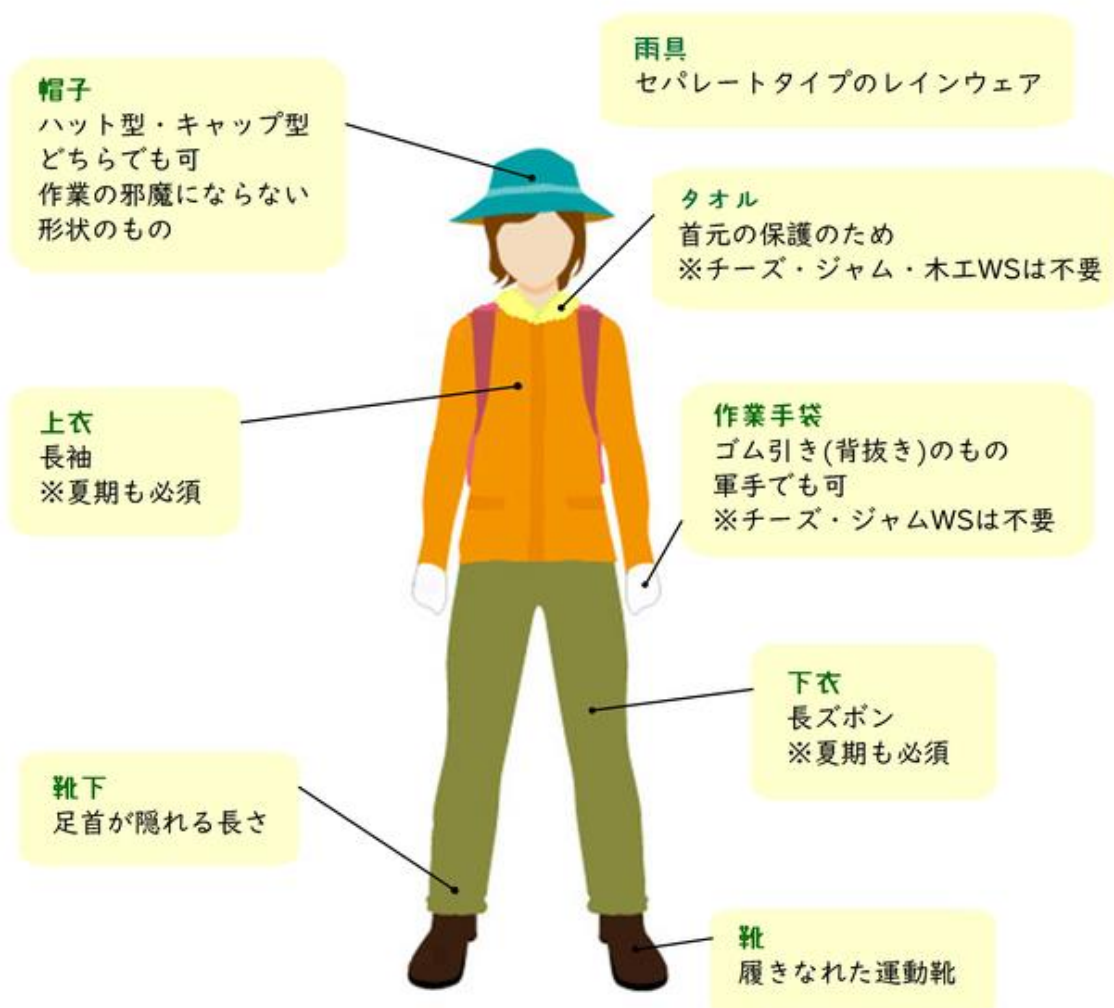 帽子
ハット型・キャップ型
どちらでも可
作業の邪魔にならない
形状のもの
雨具
セパレートタイプのレインウェア
タオル
首元の保護のため
※チーズ・ジャム・木工WSは不要
上衣
長袖
※夏期も必須
作業手袋
ゴム引き(背抜き)のもの
軍手でも可
※チーズ・ジャムWSは不要
下衣
長ズボン
※夏期も必須
靴下
足首が隠れる長さ
靴
履きなれた運動靴